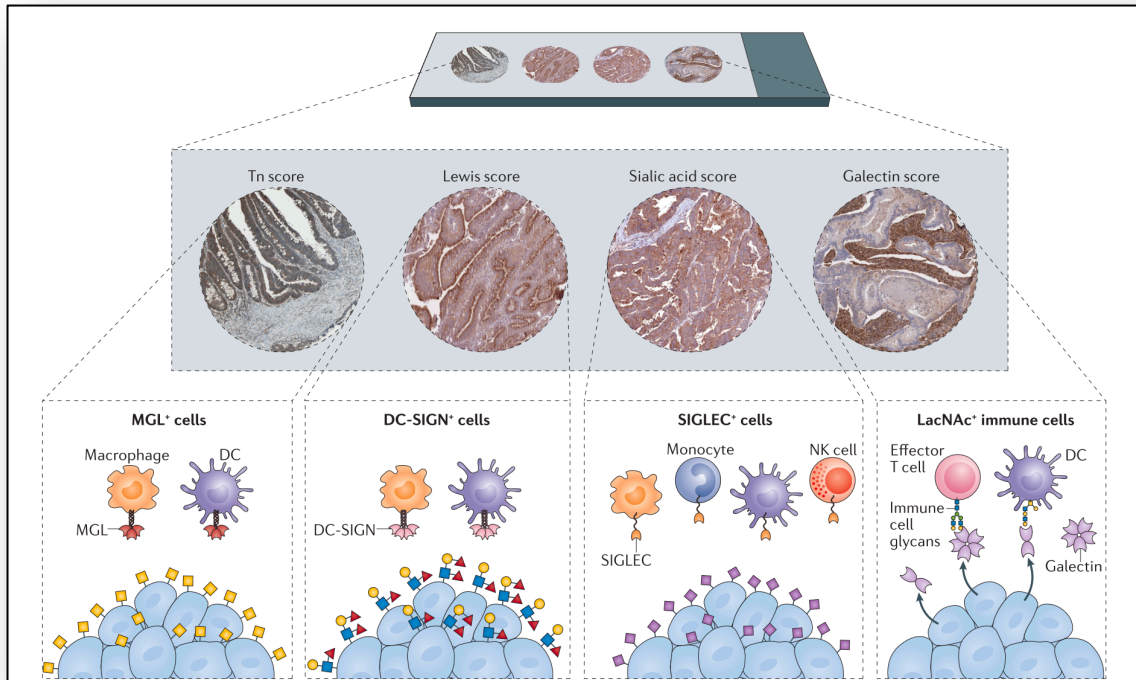 Tn score
Lewis score
Sialic acid score
Galectin score
MGL⁺ cells
Macrophage
DC
MGL
DC-SIGN⁺ cells
DC-SIGN
SIGLEC⁺ cells
Monocyte
NK cell
SIGLEC
LacNAc⁺ immune cells
Effector
T cell
DC
Immune
cell
glycans
Galectin